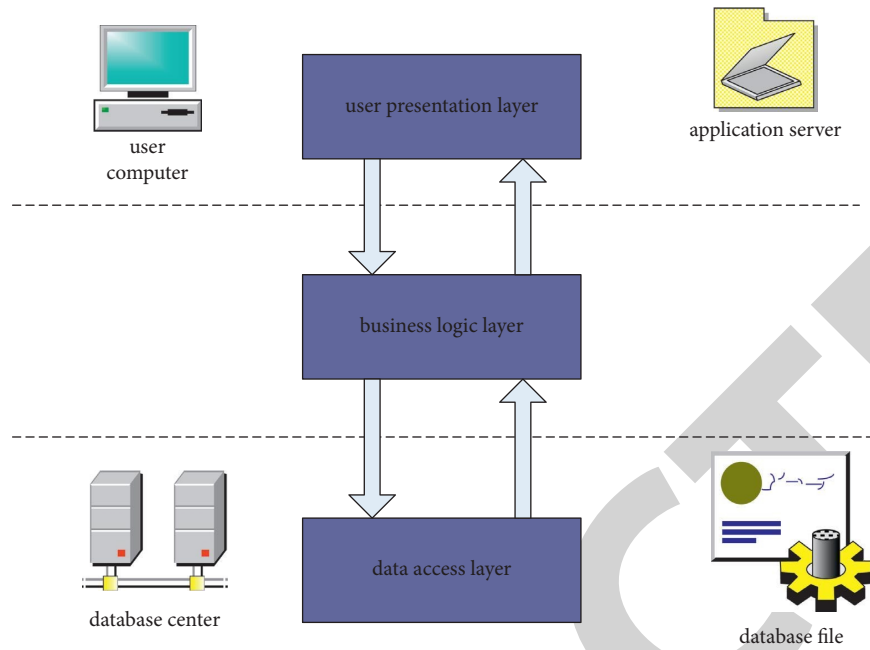 user presentation layer
user
computer
application server
business logic layer
data access layer
database center
database file